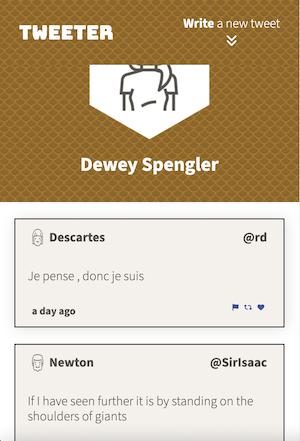 TWEETER
Write a new tweet
Dewey Spengler
Descartes @rd
Je pense , donc je suis
a day ago
Newton @SirIsaac
If I have seen further it is by standing on the
shoulders of giants